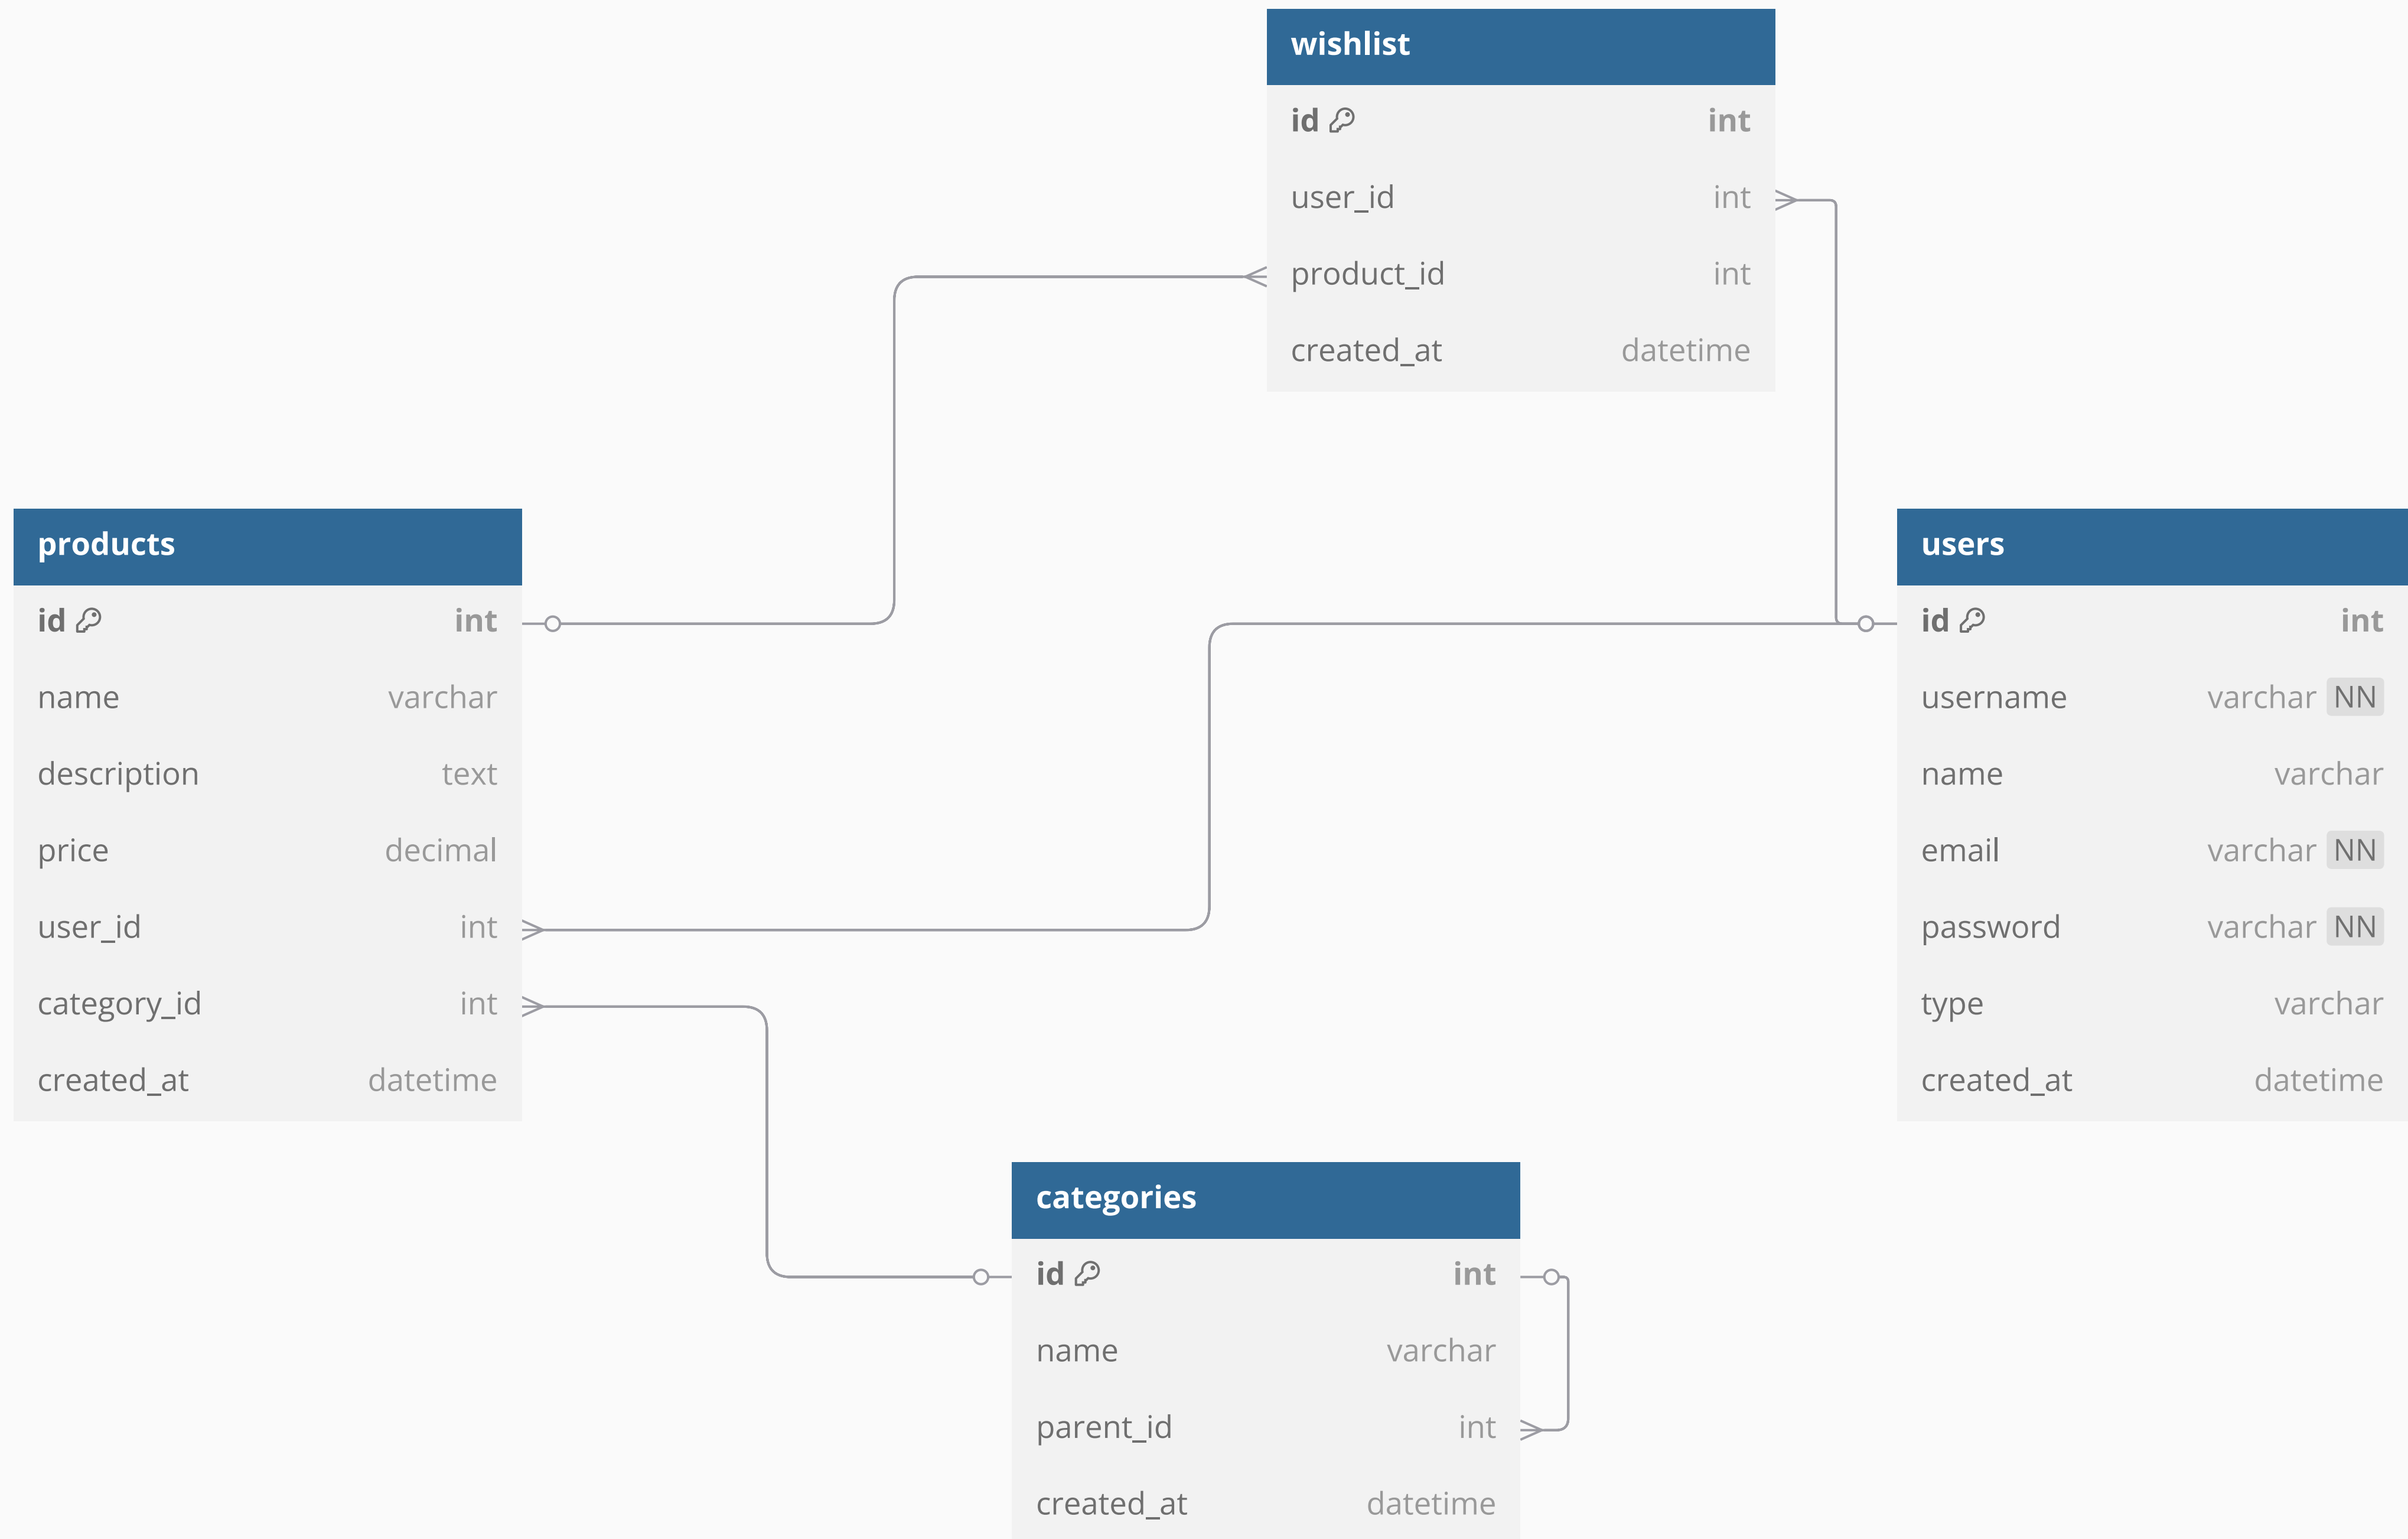 wishlist
id int
user_id int
product_id int
created_at datetime
products
id int
name varchar
description text
price decimal
user_id int
category_id int
created_at datetime
users
id int
username varchar NN
name varchar
email varchar NN
password varchar NN
type varchar
created_at datetime
categories
id int
name varchar
parent_id int
created_at datetime